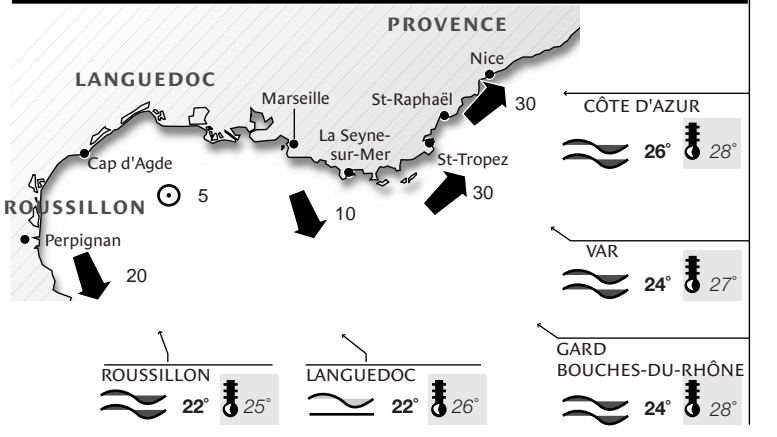 PROVENCE
Nice
LANGUEDOC
Marseille
St-Raphaël
30
CÔTE D'AZUR
La Seyne-
sur-Mer
26° 28°
Cap d'Agde
St-Tropez
5
30
ROUSSILLON
10
Perpignan
VAR
20
24° 27°
GARD
BOUCHES-DU-RHÔNE
ROUSSILLON
LANGUEDOC
22° 25°
22° 26°
24° 28°